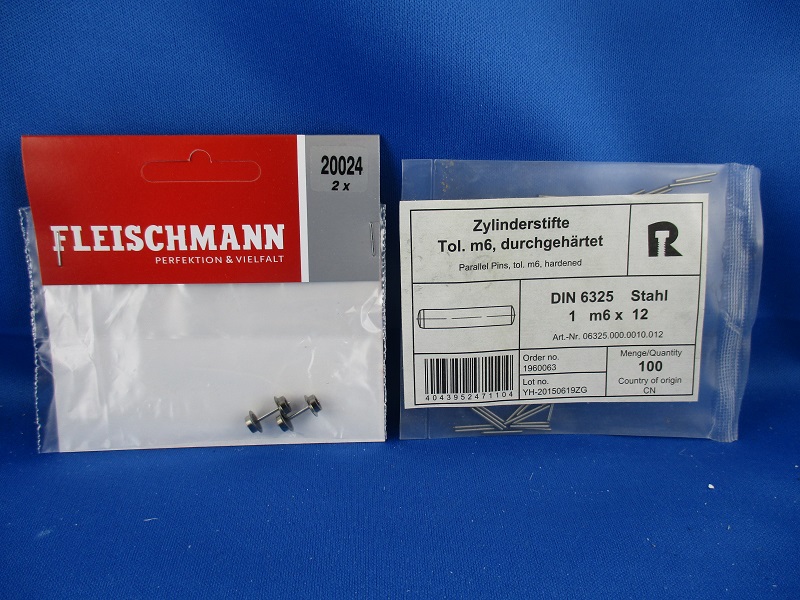 20024
2 x
FLEISCHMANN
PERFEKTION & VIELFALT
Zylinderstifte
Tol. m6, durchgehärtet
Parallel Pins, tol. m6, hardened
R
DIN 6325 Stahl
1 m6 x 12
Art.-Nr. 06325.000.0010.012
4043952471104
Order no.
1960063
Lot no.
YH-20150619ZG
Menge/Quantity
100
Country of origin
CN